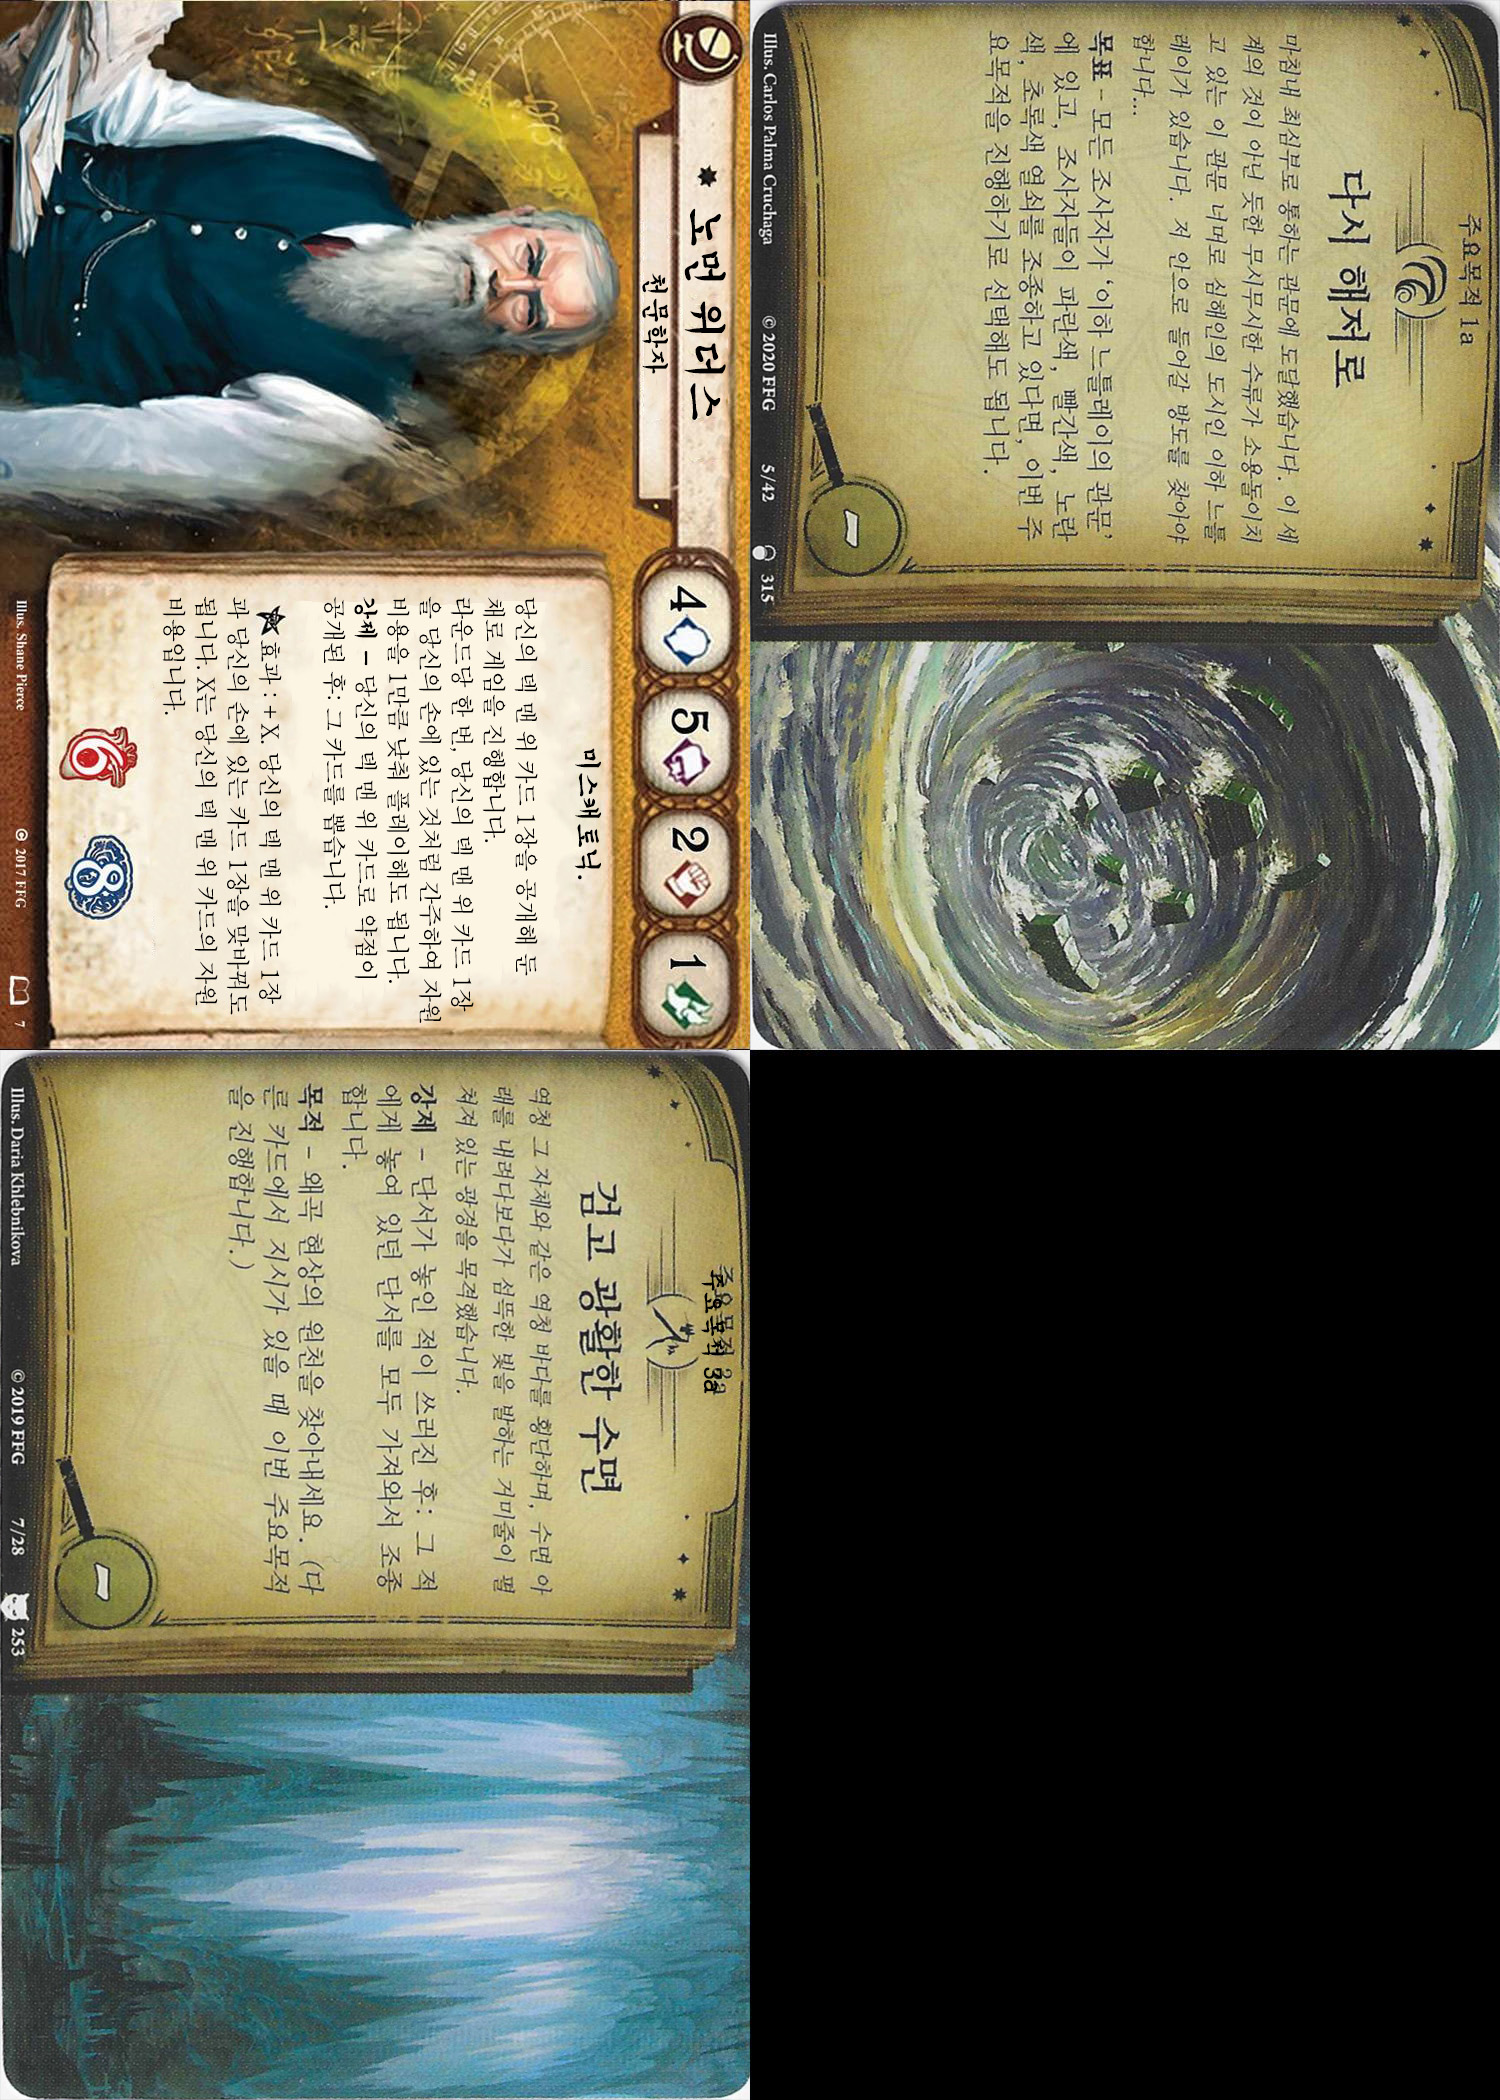 노먼 위더스
천문학자
4
5
2
1
미스캐토닉.
당신의 덱 맨 위 카드 1장을 공개해 둔
채로 게임을 진행합니다.
라운드당 한 번, 당신의 덱 맨 위 카드 1장
을 당신의 손에 있는 것처럼 간주하여 자원
비용을 1만큼 낮춰 플레이해도 됩니다.
강제 – 당신의 덱 맨 위 카드로 약점이
공개된 후: 그 카드를 뽑습니다.
효과: +X. 당신의 덱 맨 위 카드 1장
과 당신의 손에 있는 카드 1장을 맞바꿔도
됩니다. X는 당신의 덱 맨 위 카드의 자원
비용입니다.
6
8
Illus. Shane Pierce
© 2017 FFG
7
주요목적 1a
다시 해저로
마침내 최심부로 통하는 관문에 도달했습니다. 이 세
계의 것이 아닌 듯한 무시무시한 수류가 소용돌이치
고 있는 이 관문 너머로 심해인의 도시인 이하 느틀
레이가 있습니다. 저 안으로 들어갈 방도를 찾아야
합니다...
목표 – 모든 조사자가 ‘이하 느틀레이의 관문’
에 있고, 조사자들이 파란색, 빨간색, 노란
색, 초록색 열쇠를 조종하고 있다면, 이번 주
요목적을 진행하기로 선택해도 됩니다.
–
Illus. Carlos Palma Cruchaga
© 2020 FFG
5/42
315
주요목적 3a
검고 광활한 수면
역청 그 자체와 같은 역청 바다를 횡단하며, 수면 아
래를 내려다보다가 섬뜩한 빛을 발하는 거미줄이 펼
쳐져 있는 광경을 목격했습니다.
강제 – 단서가 놓인 적이 쓰러진 후: 그 적
에게 놓여 있던 단서를 모두 가져와서 조종
합니다.
목적 – 왜곡 현상의 원천을 찾아내세요. (다
른 카드에서 지시가 있을 때 이번 주요목적
을 진행합니다.)
–
Illus. Daria Khlebnikova
© 2019 FFG
7/28
253